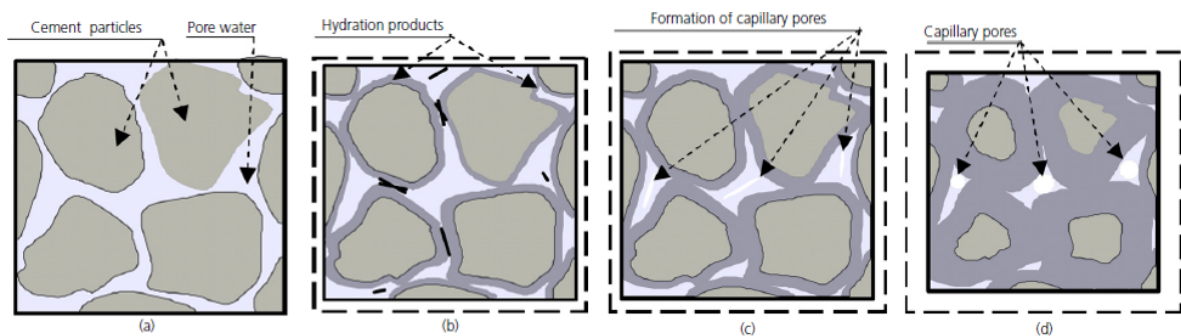 Cement particles
Pore water
Hydration products
Formation of capillary pores
Capillary pores
(a)
(b)
(c)
(d)